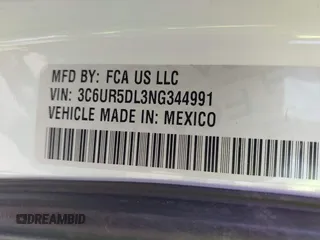 MFD BY: FCA US LLC
VIN: 3C6UR5DL3NG344991
VEHICLE MADE IN: MEXICO
DREAMBID